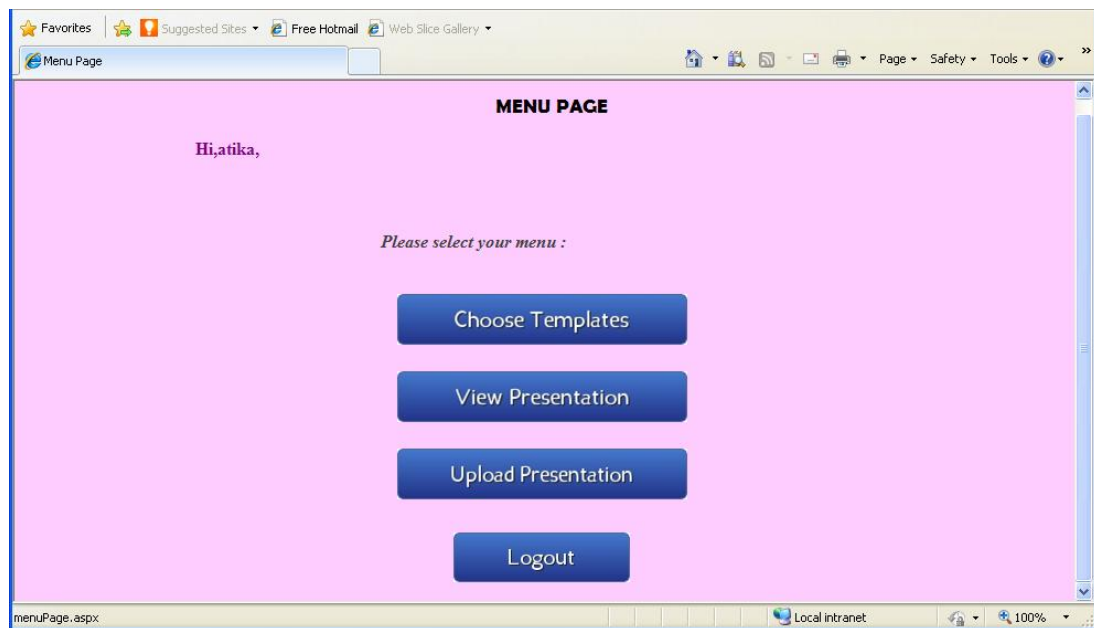 Favorites Suggested Sites Free Hotmail Web Slice Gallery
Menu Page Page Safety Tools »
MENU PAGE
Hi,atika,
Please select your menu :
Choose Templates
View Presentation
Upload Presentation
Logout
menuPage.aspx Local intranet 100%